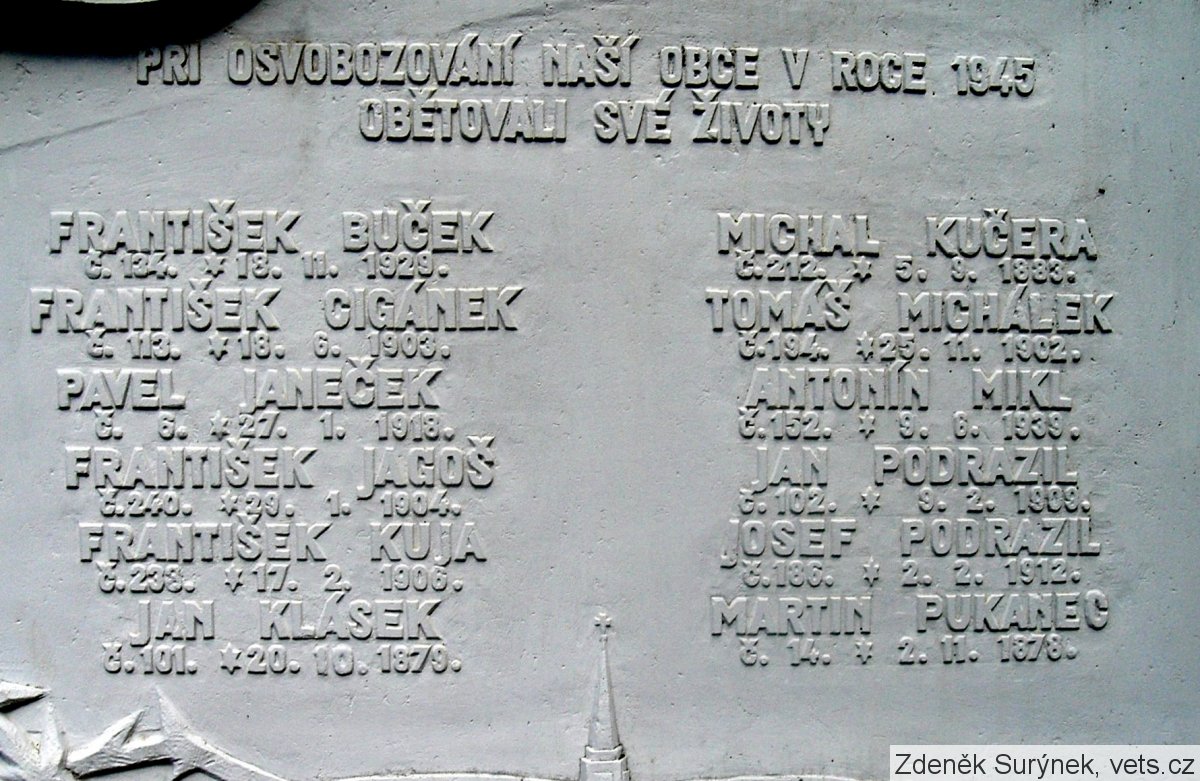 PŘI OSVOBOZOVÁNÍ NAŠÍ OBCE V ROCE 1945
OBĚTOVALI SVÉ ŽIVOTY
FRANTIŠEK BUČEK
Č. 134. * 18. 11. 1929.
FRANTIŠEK CIGÁNEK
Č. 113. * 18. 6. 1903.
PAVEL JANEČEK
Č. 6. * 27. 1. 1918.
FRANTIŠEK JAGOŠ
Č. 240. * 29. 1. 1904.
FRANTIŠEK KUJA
Č. 233. * 17. 2. 1906.
JAN KLÁSEK
Č. 101. * 20. 10. 1879.
MICHAL KUČERA
Č. 212. * 5. 9. 1883.
TOMÁŠ MICHÁLEK
Č. 194. * 25. 11. 1902.
ANTONÍN MIKL
Č. 152. * 9. 6. 1939.
JAN PODRAZIL
Č. 102. * 9. 2. 1909.
JOSEF PODRAZIL
Č. 186. * 2. 2. 1912.
MARTIN PUKANEC
Č. 14. * 2. 11. 1878.
Zdeněk Surýnek, vets.cz